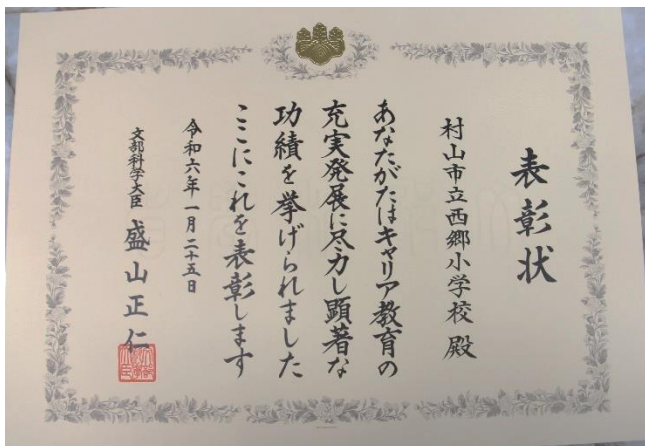 表彰状
村山市立西郷小学校 殿
あなたがたはキャリア教育の
充実発展に尽力し顕著な
功績を挙げられました
ここにこれを表彰します
令和六年一月二十五日
文部科学大臣 盛山正仁